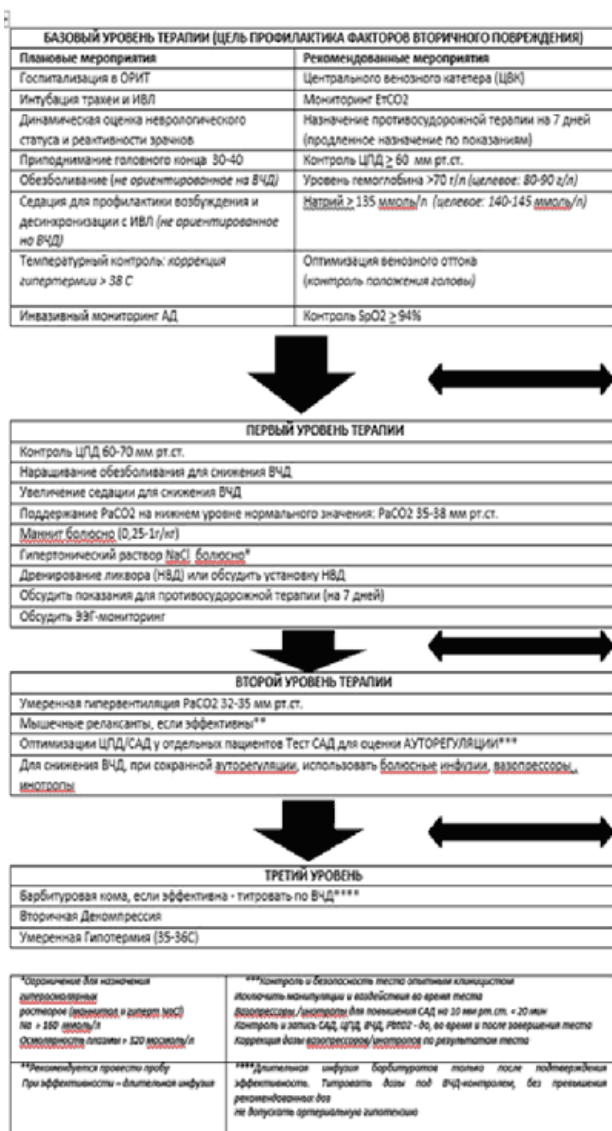 БАЗОВЫЙ УРОВЕНЬ ТЕРАПИИ (ЦЕЛЬ ПРОФИЛАКТИКА ФАКТОРОВ ВТОРИЧНОГО ПОВРЕЖДЕНИЯ)
Плановые мероприятия Рекомендованные мероприятия
Госпитализация в ОРИТ Центрального венозного катетера (ЦВК)
Интубация трахеи и ИВЛ Мониторинг EtCO2
Динамическая оценка неврологического Назначение противосудорожной терапии на 7 дней
статуса и реактивности зрачков (продленное назначение по показаниям)
Приподнимание головного конца 30-40 Контроль ЦПД ≥ 60 мм рт.ст.
Обезболивание (не ориентированное на ВЧД) Уровень гемоглобина >70 г/л (целевое: 80-90 г/л)
Седация для профилактики возбуждения и Натрий ≥ 135 ммоль/л (целевое: 140-145 ммоль/л)
десинхронизации с ИВЛ (не ориентированное
на ВЧД)
Температурный контроль: коррекция Оптимизация венозного оттока
гипертермии > 38 С (контроль положения головы)
Инвазивный мониторинг АД Контроль SpO2 ≥ 94%
ПЕРВЫЙ УРОВЕНЬ ТЕРАПИИ
Контроль ЦПД 60-70 мм рт.ст.
Наращивание обезболивания для снижения ВЧД
Увеличение седации для снижения ВЧД
Поддержание PaCO2 на нижнем уровне нормального значения: PaCO2 35-38 мм рт.ст.
Маннит болюсно (0,25-1г/кг)
Гипертонический раствор NaCl болюсно*
Дренирование ликвора (НВД) или обсудить установку НВД
Обсудить показания для противосудорожной терапии (на 7 дней)
Обсудить ЭЭГ-мониторинг
ВТОРОЙ УРОВЕНЬ ТЕРАПИИ
Умеренная гипервентиляция PaCO2 32-35 мм рт.ст.
Мышечные релаксанты, если эффективны**
Оптимизации ЦПД/САД у отдельных пациентов Тест САД для оценки АУТОРЕГУЛЯЦИИ***
Для снижения ВЧД, при сохранной ауторегуляции, использовать болюсные инфузии, вазопрессоры,
инотропы
ТРЕТИЙ УРОВЕНЬ
Барбитуровая кома, если эффективна - титровать по ВЧД****
Вторичная Декомпрессия
Умеренная Гипотермия (35-36С)
*Ограничение для назначения ***Контроль и безопасность теста опытным клиницистом
гиперосмолярных Исключить манипуляции и воздействия во время теста
растворов (маннитол и гиперт NaCl) Вазопрессоры/инотропы для повышения САД на 10 мм рт.ст. < 20 мин
Na > 160 ммоль/л Контроль и запись САД, ЦПД, ВЧД, PbtO2 - до, во время и после завершения теста
Осмолярность плазмы > 320 мосмоль/л Коррекция дозы вазопрессоров/инотропов по результатам теста
**Рекомендуется провести пробу ****Длительная инфузия барбитуратов только после подтверждения
При эффективности – длительная инфузия эффективность. Титровать дозы под ВЧД-контролем, без превышения
рекомендованных доз
Не допускать артериальную гипотензию